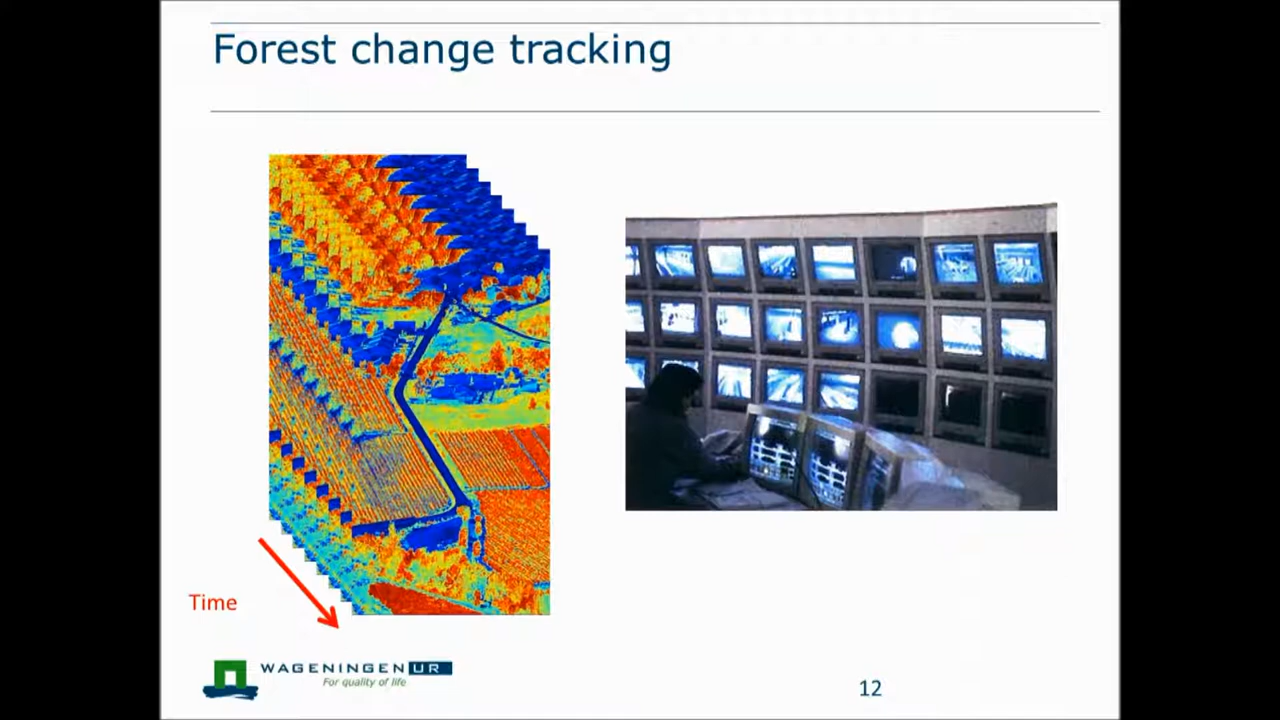 Forest change tracking
Time
WAGENINGEN UR
For quality of life
12